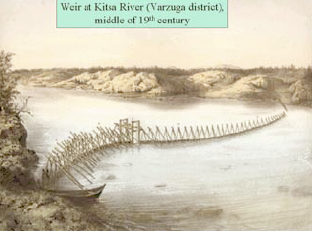 Weir at Kitsa River (Varzuga district),
middle of 19th century